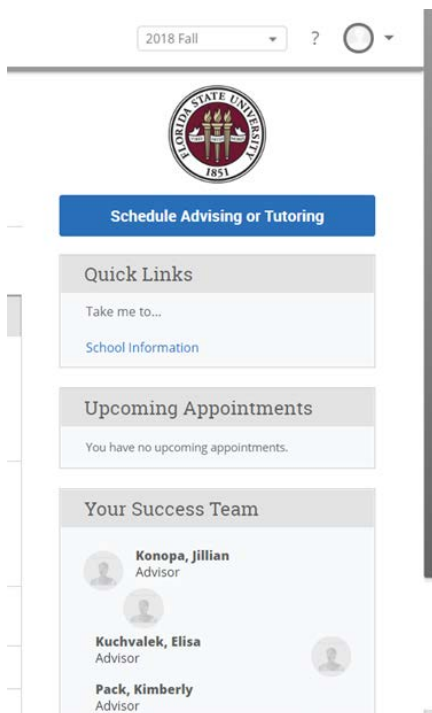 2018 Fall
?
FLORIDA STATE UNIVERSITY
1851
Schedule Advising or Tutoring
Quick Links
Take me to...
School Information
Upcoming Appointments
You have no upcoming appointments.
Your Success Team
Konopa, Jillian
Advisor
Kuchvalek, Elisa
Advisor
Pack, Kimberly
Advisor